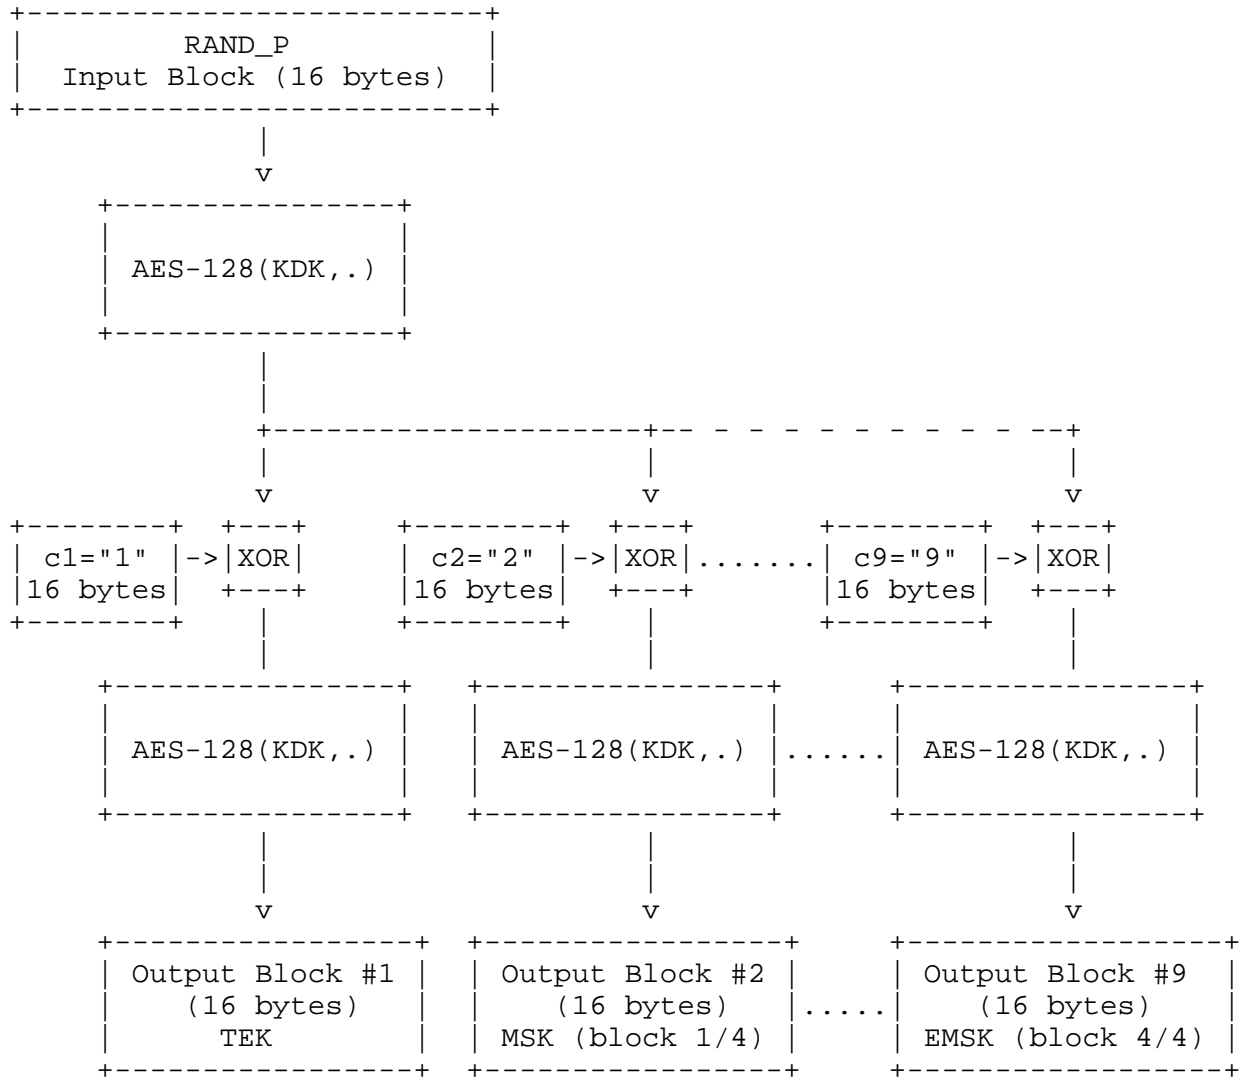 RAND_P
Input Block (16 bytes)
v
AES-128(KDK,.)
v v v
c1="1" -> XOR c2="2" -> XOR ....... c9="9" -> XOR
16 bytes 16 bytes 16 bytes
AES-128(KDK,.) AES-128(KDK,.) ...... AES-128(KDK,.)
v v v
Output Block #1 Output Block #2 Output Block #9
(16 bytes) (16 bytes) ..... (16 bytes)
TEK MSK (block 1/4) EMSK (block 4/4)